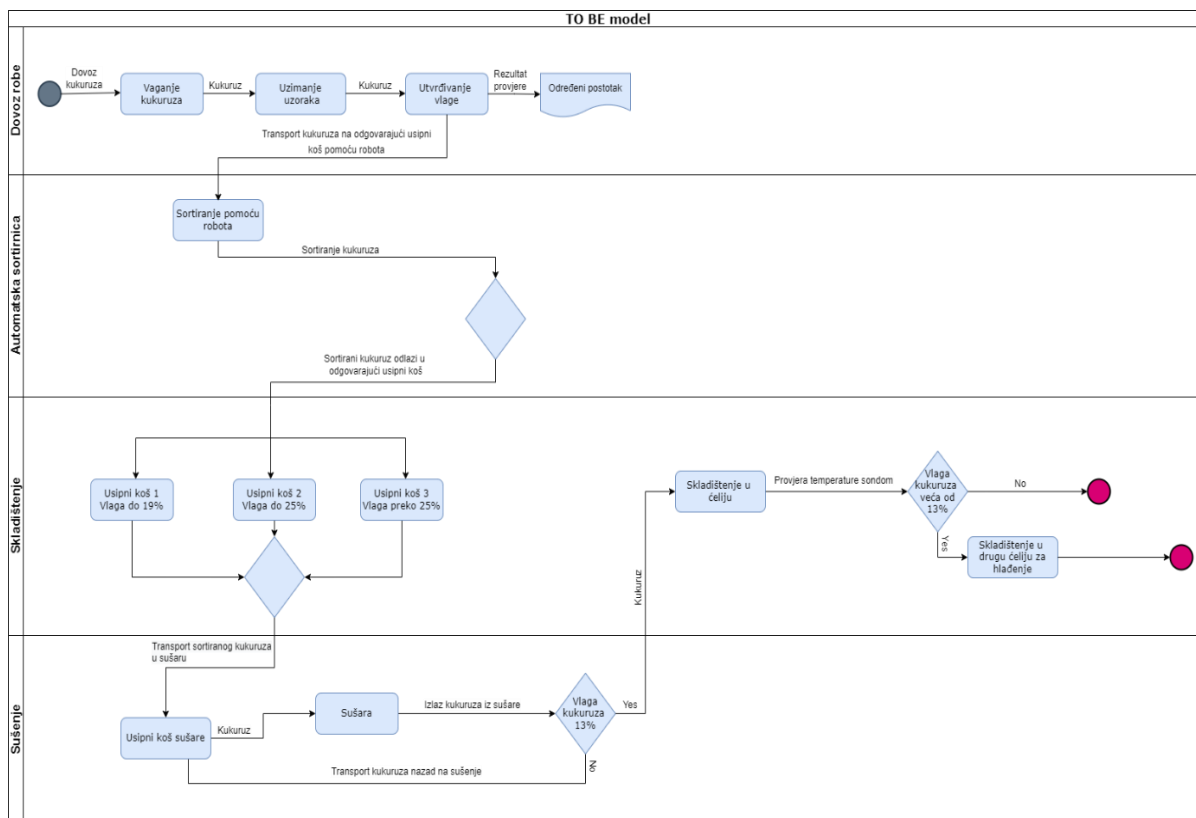 TO BE model
Dovoz robe
Dovoz
kukuruza
Vaganje
kukuruza
Kukuruz
Uzimanje
uzoraka
Kukuruz
Utvrđivanje
vlage
Rezultat
provjere
Određeni postotak
Transport kukuruza na odgovarajući usipni
koš pomoću robota
Automatska sortirnica
Sortiranje pomoću
robota
Sortiranje kukuruza
Sortirani kukuruz odlazi u
odgovarajući usipni koš
Skladištenje
Usipni koš 1
Vlaga do 19%
Usipni koš 2
Vlaga do 25%
Usipni koš 3
Vlaga preko 25%
Skladištenje u
ćeliju
Provjera temperature sondom
Vlaga
kukuruza
veća od
13%
No
Yes
Skladištenje u
drugu ćeliju za
hlađenje
Kukuruz
Sušenje
Transport sortiranog kukuruza
u sušaru
Usipni koš sušare
Kukuruz
Sušara
Izlaz kukuruza iz sušare
Vlaga
kukuruza
13%
Yes
No
Transport kukuruza nazad na sušenje